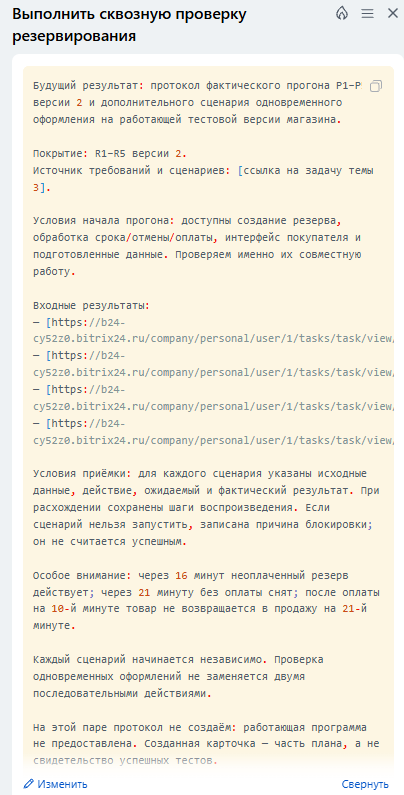 Выполнить сквозную проверку
резервирования
Будущий результат: протокол фактического прогона P1–P
версии 2 и дополнительного сценария одновременного
оформления на работающей тестовой версии магазина.
Покрытие: R1–R5 версии 2.
Источник требований и сценариев: [ссылка на задачу темы
3].
Условия начала прогона: доступны создание резерва,
обработка срока/отмены/оплаты, интерфейс покупателя и
подготовленные данные. Проверяем именно их совместную
работу.
Входные результаты:
— [https://b24-
cy52z0.bitrix24.ru/company/personal/user/1/tasks/task/view/
— [https://b24-
cy52z0.bitrix24.ru/company/personal/user/1/tasks/task/view/
— [https://b24-
cy52z0.bitrix24.ru/company/personal/user/1/tasks/task/view/
— [https://b24-
cy52z0.bitrix24.ru/company/personal/user/1/tasks/task/view/
Условия приёмки: для каждого сценария указаны исходные
данные, действие, ожидаемый и фактический результат. При
расхождении сохранены шаги воспроизведения. Если
сценарий нельзя запустить, записана причина блокировки;
он не считается успешным.
Особое внимание: через 16 минут неоплаченный резерв
действует; через 21 минуту без оплаты снят; после оплаты
на 10-й минуте товар не возвращается в продажу на 21-й
минуте.
Каждый сценарий начинается независимо. Проверка
одновременных оформлений не заменяется двумя
последовательными действиями.
На этой паре протокол не создаём: работающая программа
не предоставлена. Созданная карточка — часть плана, а не
свидетельство успешных тестов.
Изменить
Свернуть